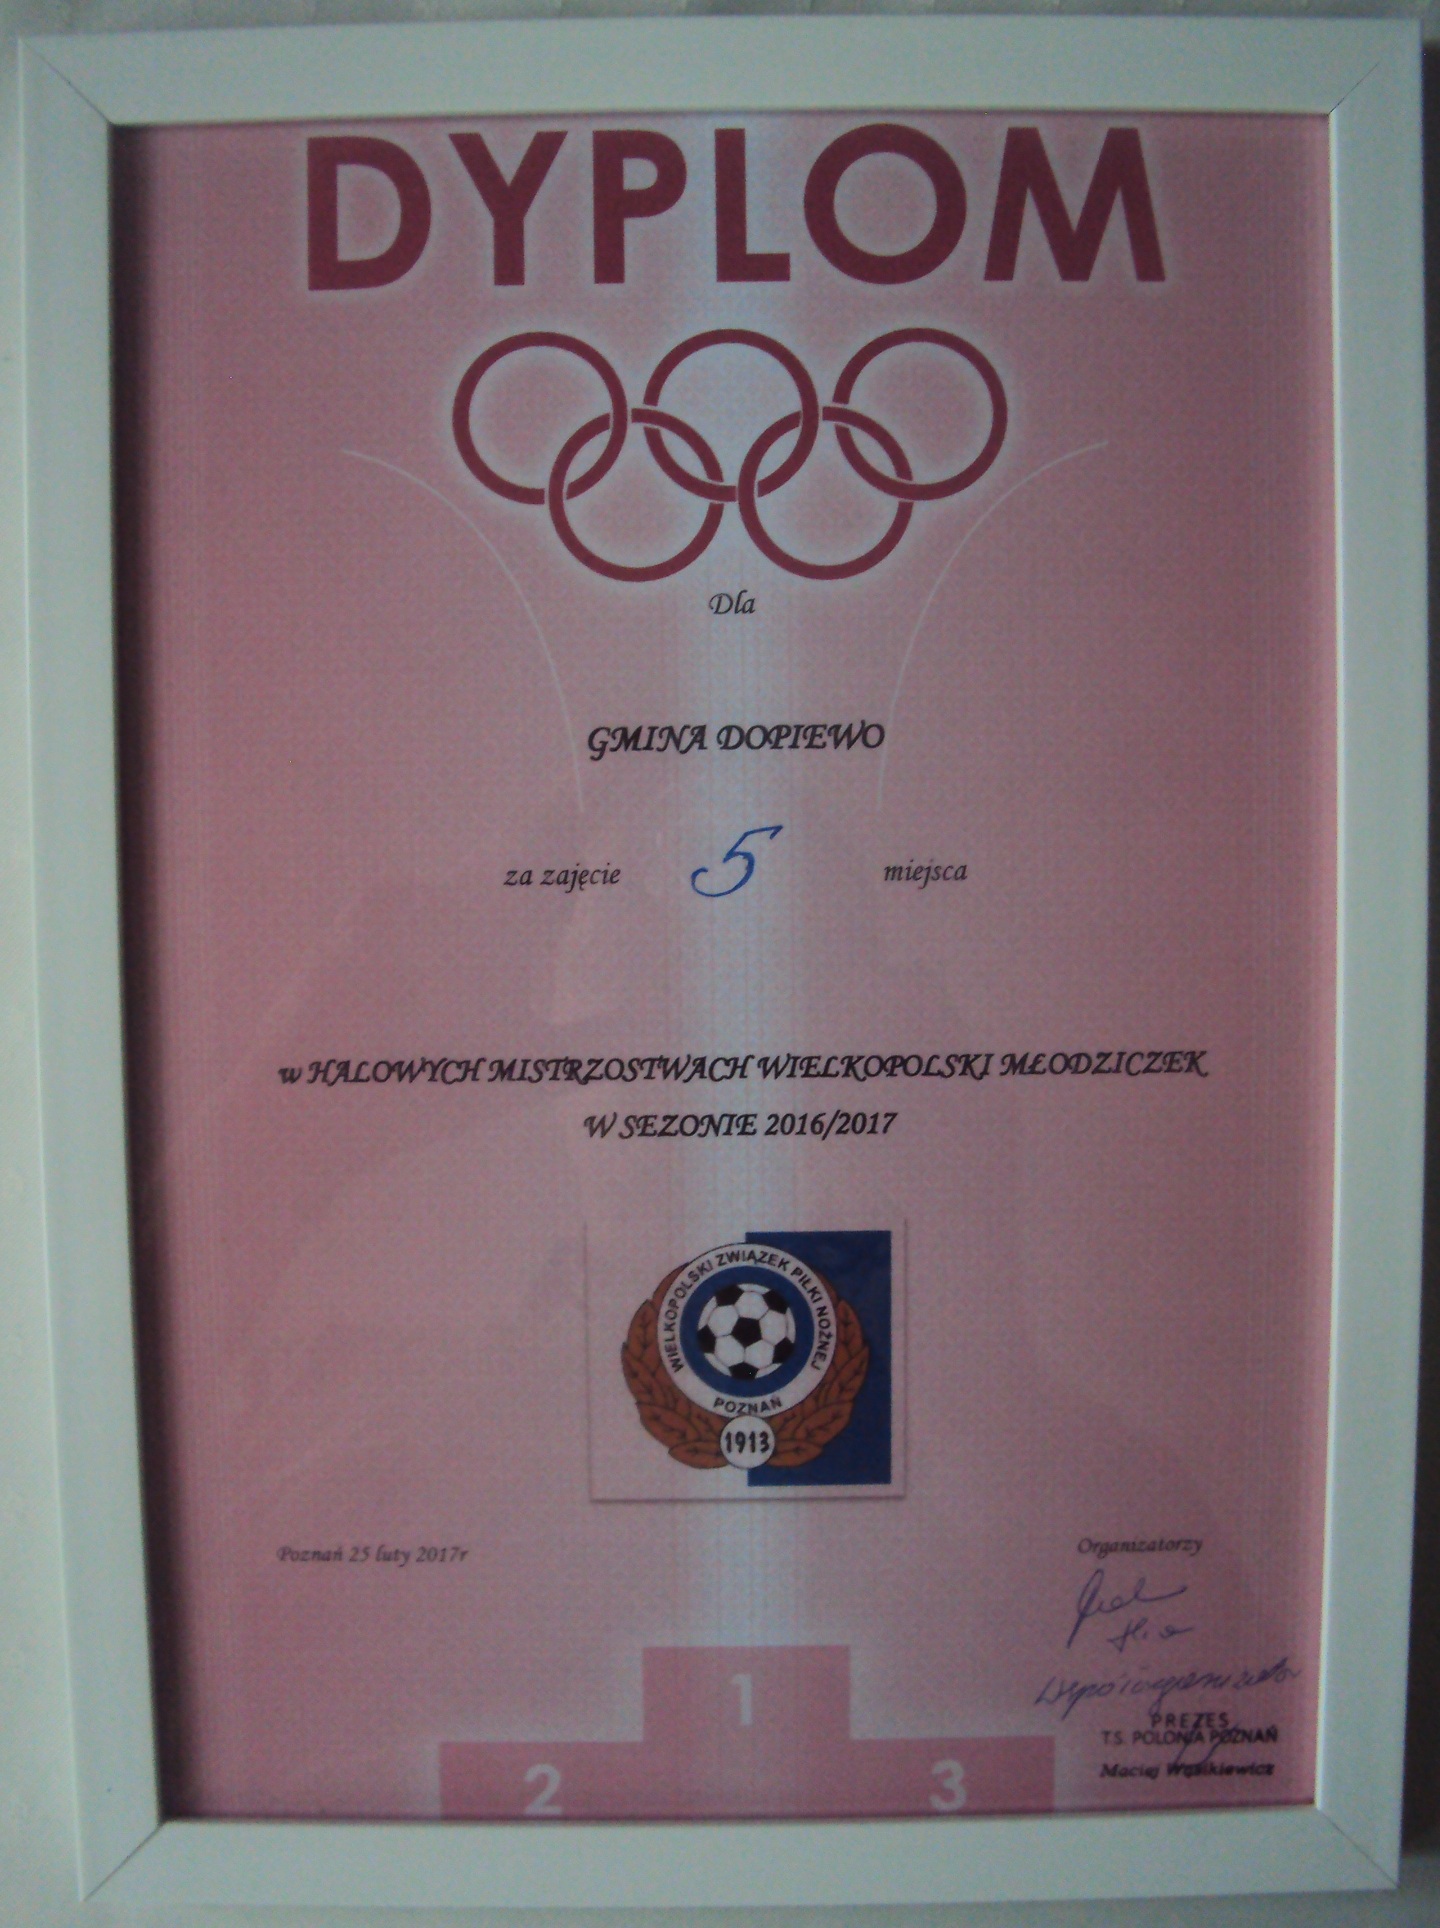 DYPLOM
Dla
GMINA DOPIEWO
za zajęcie 5 miejsca
w HALOWYCH MISTRZOSTWACH WIELKOPOLSKI MŁODZICZEK
W SEZONIE 2016/2017
WIELKOPOLSKI ZWIĄZEK PIŁKI NOŻNEJ
POZNAŃ
1913
Poznań 25 luty 2017r
Organizatorzy
PREZES
T.S. POLONIA POZNAŃ
Maciej
1
2 3